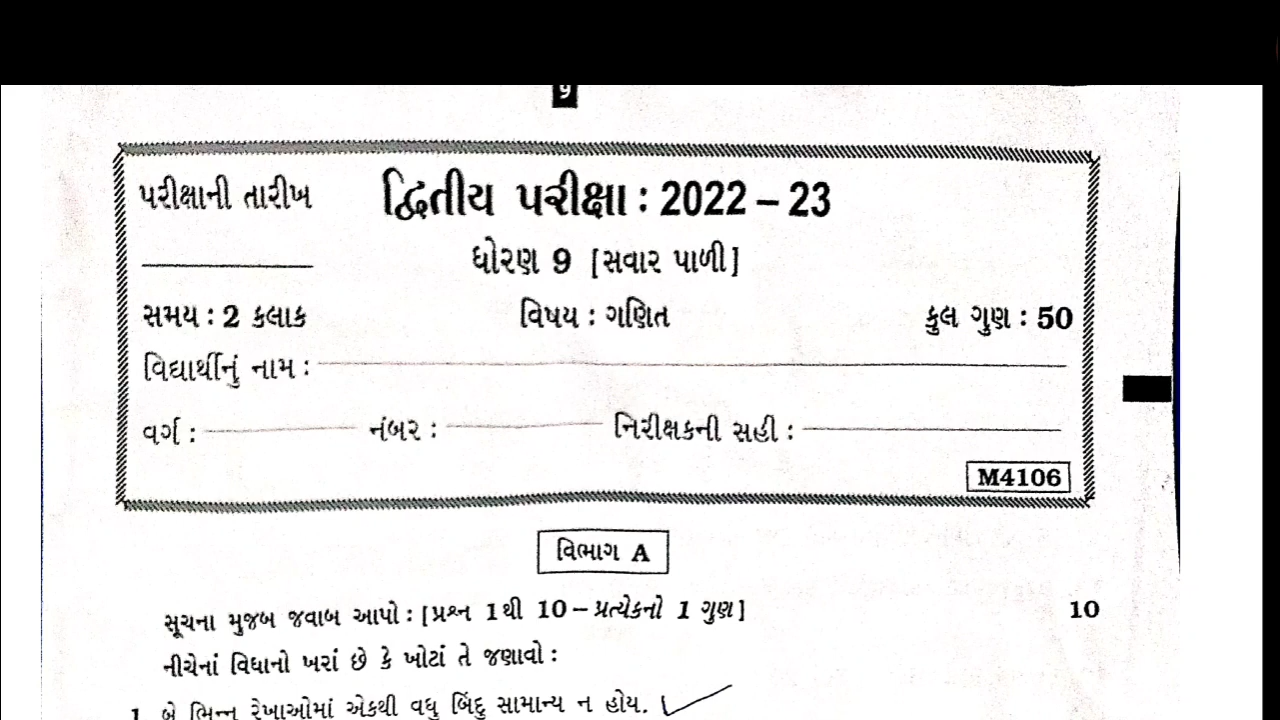 9
પરીક્ષાની તારીખ
દ્વિતીય પરીક્ષા : 2022 – 23
ધોરણ 9 [સવાર પાળી]
સમય : 2 કલાક વિષય : ગણિત કુલ ગુણ : 50
વિદ્યાર્થીનું નામ :
વર્ગ : નંબર : નિરીક્ષકની સહી :
M4106
વિભાગ A
સૂચના મુજબ જવાબ આપો : [પ્રશ્ન 1થી 10 – પ્રત્યેકનો 1 ગુણ] 10
નીચેનાં વિધાનો ખરાં છે કે ખોટાં તે જણાવો :
1. બે ભિન્ન રેખાઓમાં એકથી વધુ બિંદુ સામાન્ય ન હોય.